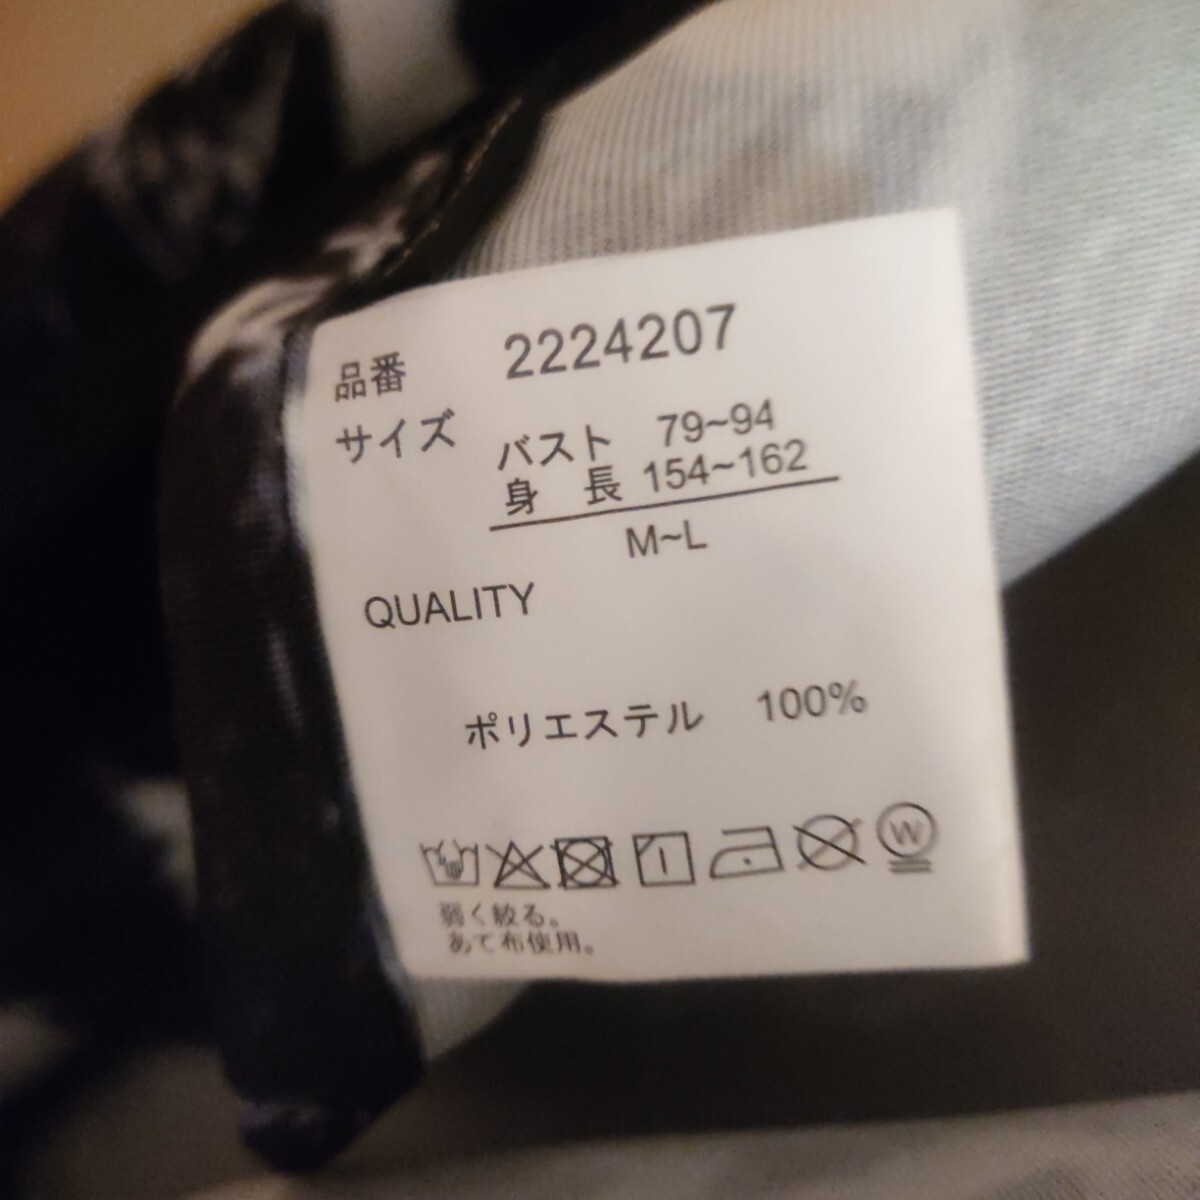 品番 2224207
サイズ バスト 79~94
身 長 154~162
M~L
QUALITY
ポリエステル 100%
W
弱く絞る。
あて布使用。